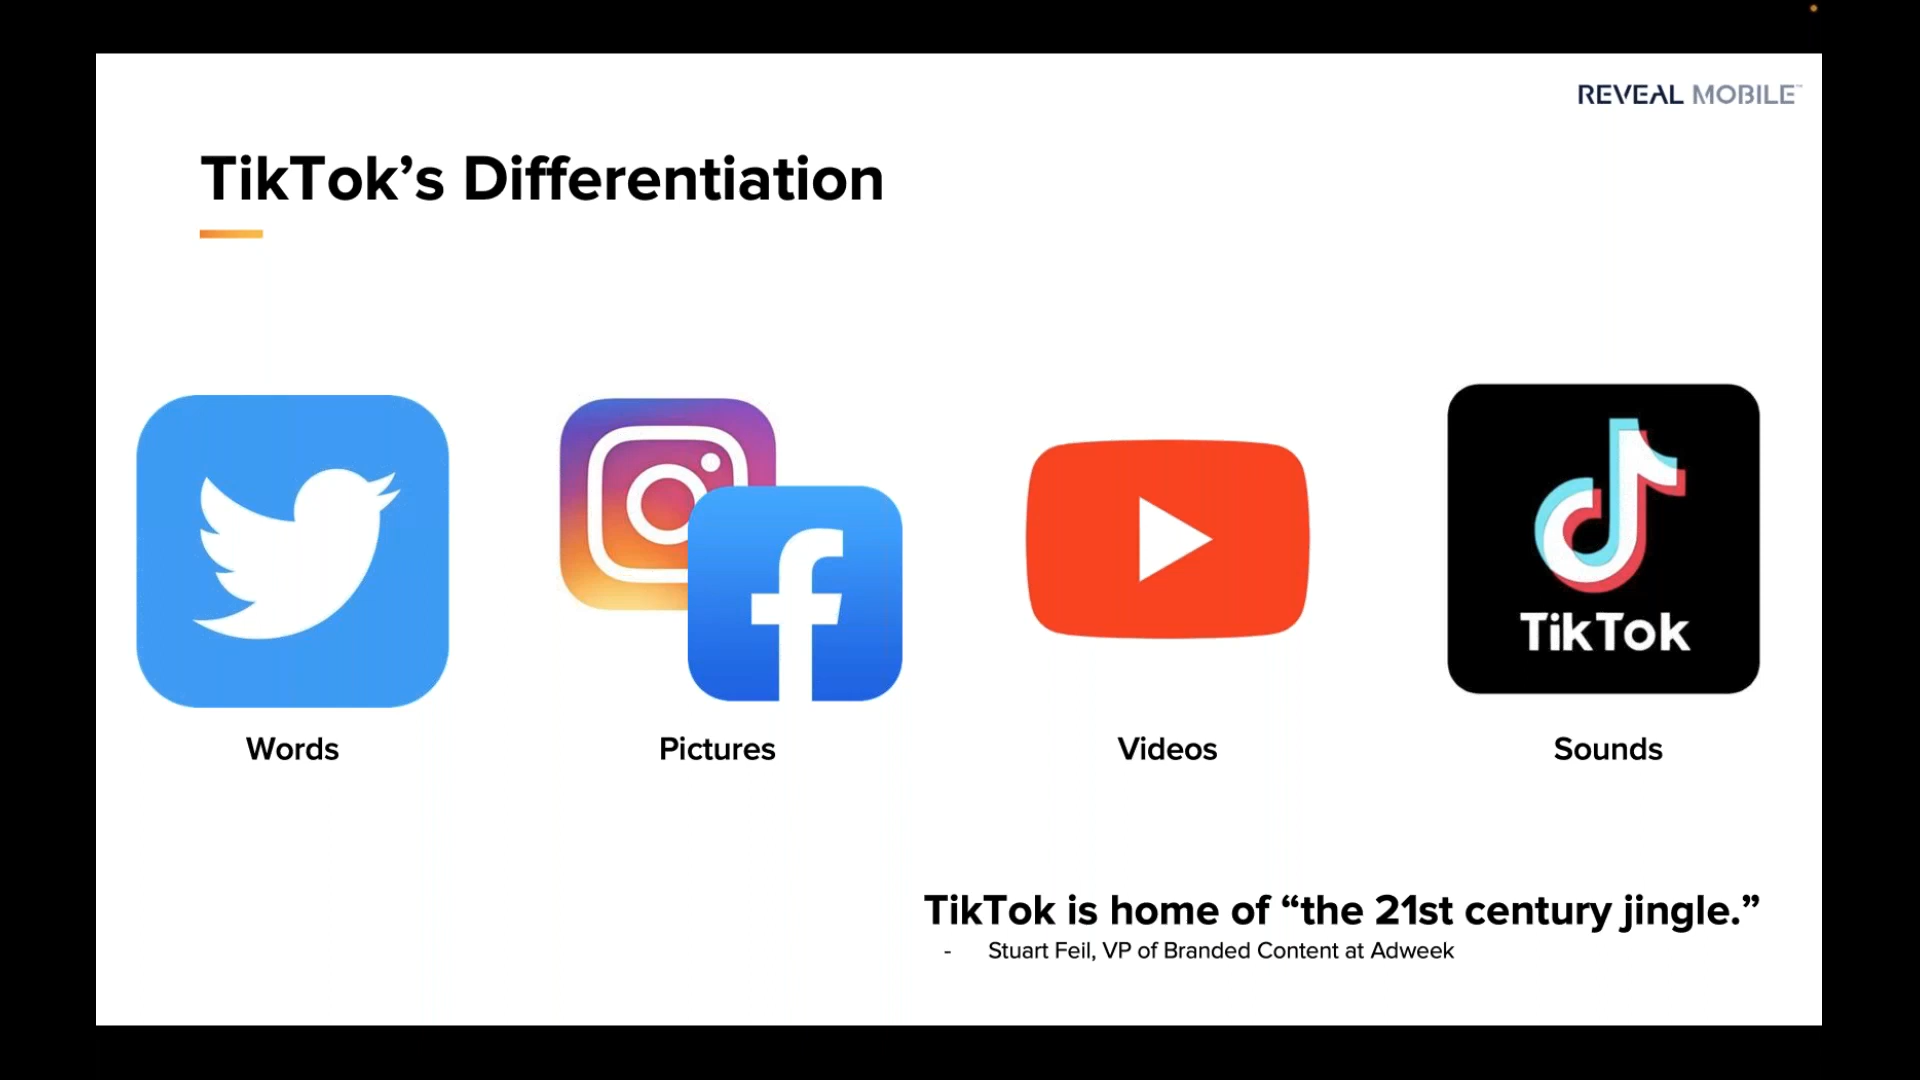 REVEAL MOBILE™
TikTok’s Differentiation
TikTok
Words
Pictures
Videos
Sounds
TikTok is home of “the 21st century jingle.”
- Stuart Feil, VP of Branded Content at Adweek